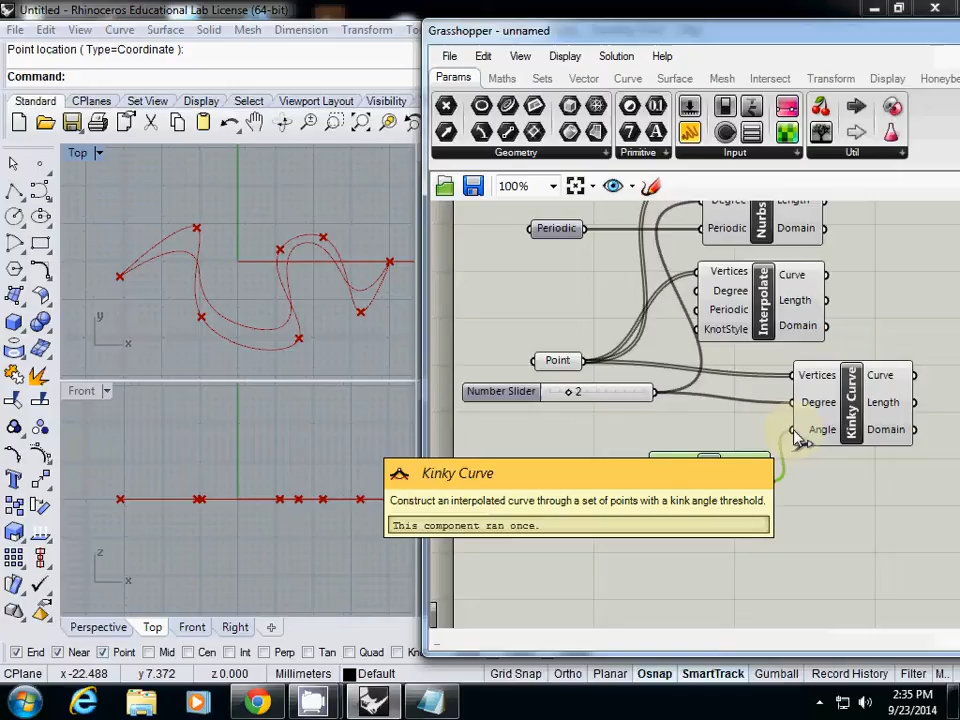 Untitled - Rhinoceros Educational Lab License (64-bit)
File Edit View Curve Surface Solid Mesh Dimension Transform
Point location ( Type=Coordinate ):
Command:
Standard CPlanes Set View Display Select Viewport Layout Visibility
Top
y
x
Front
z
x
Perspective Top Front Right
End Near Point Mid Cen Int Perp Tan Quad
CPlane x -22.488 y 7.372 z 0.000 Millimeters Default Grid Snap Ortho Planar Osnap SmartTrack Gumball Record History Filter M...
Grasshopper - unnamed
File Edit View Display Solution Help
Params Maths Sets Vector Curve Surface Mesh Intersect Transform Display Honeybe
Geometry Primitive Input Util
100%
Degree Length
Periodic
Periodic Nurbs Domain
Vertices Interpolate Curve
Degree Length
Periodic
KnotStyle Domain
Point
Number Slider 2
Vertices Kinky Curve Curve
Degree Length
Angle Domain
Kinky Curve
Construct an interpolated curve through a set of points with a kink angle threshold.
This component ran once.
2:35 PM
9/23/2014